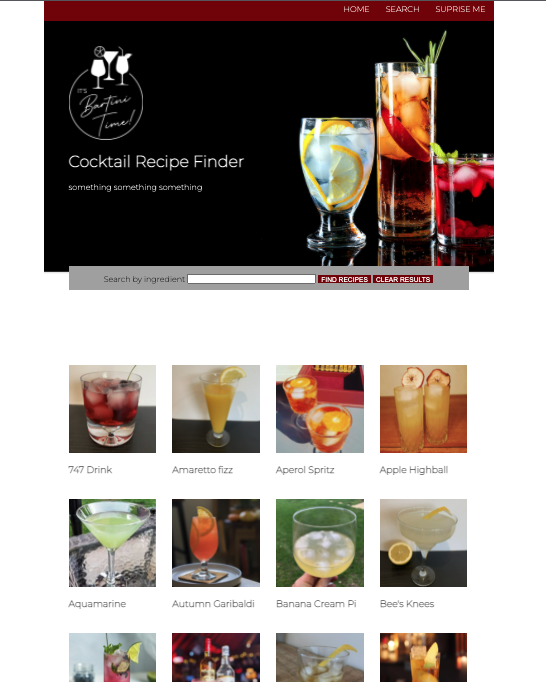 HOME SEARCH SUPRISE ME
IT'S
Bartini
Time!
Cocktail Recipe Finder
something something something
Search by ingredient FIND RECIPES CLEAR RESULTS
747 Drink Amaretto fizz Aperol Spritz Apple Highball
Aquamarine Autumn Garibaldi Banana Cream Pi Bee's Knees